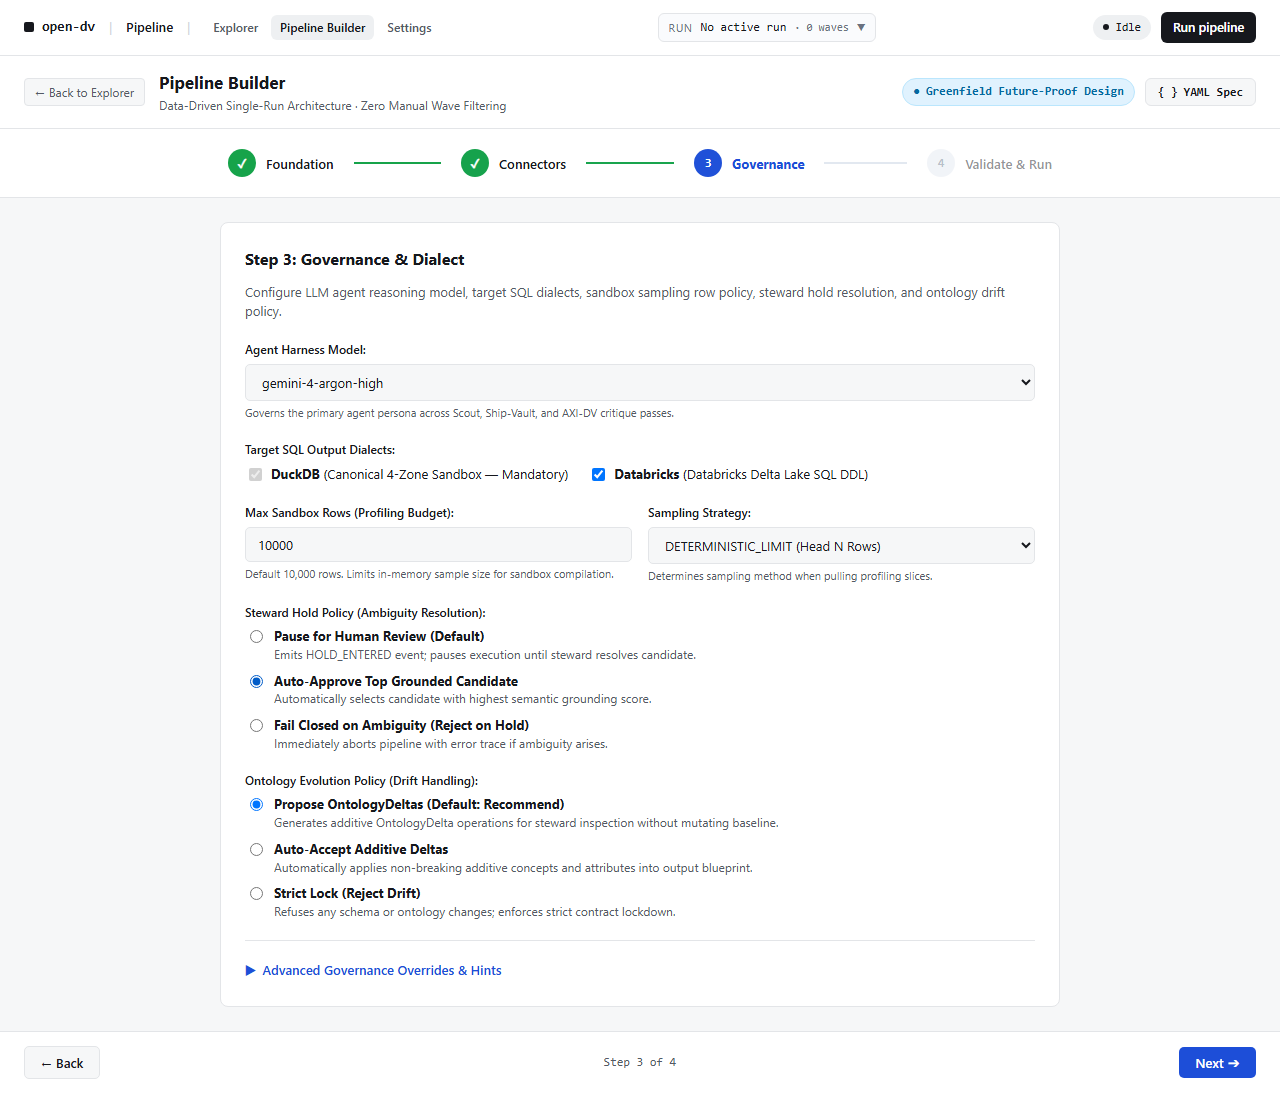 open-dv | Pipeline | Explorer Pipeline Builder Settings RUN No active run · 0 waves ▼ Idle Run pipeline
← Back to Explorer
Pipeline Builder
Data-Driven Single-Run Architecture · Zero Manual Wave Filtering
● Greenfield Future-Proof Design
{ } YAML Spec
✓ Foundation ✓ Connectors 3 Governance 4 Validate & Run
Step 3: Governance & Dialect
Configure LLM agent reasoning model, target SQL dialects, sandbox sampling row policy, steward hold resolution, and ontology drift
policy.
Agent Harness Model:
gemini-4-argon-high
Governs the primary agent persona across Scout, Ship-Vault, and AXI-DV critique passes.
Target SQL Output Dialects:
DuckDB (Canonical 4-Zone Sandbox — Mandatory) Databricks (Databricks Delta Lake SQL DDL)
Max Sandbox Rows (Profiling Budget): Sampling Strategy:
10000 DETERMINISTIC_LIMIT (Head N Rows)
Default 10,000 rows. Limits in-memory sample size for sandbox compilation. Determines sampling method when pulling profiling slices.
Steward Hold Policy (Ambiguity Resolution):
Pause for Human Review (Default)
Emits HOLD_ENTERED event; pauses execution until steward resolves candidate.
Auto-Approve Top Grounded Candidate
Automatically selects candidate with highest semantic grounding score.
Fail Closed on Ambiguity (Reject on Hold)
Immediately aborts pipeline with error trace if ambiguity arises.
Ontology Evolution Policy (Drift Handling):
Propose OntologyDeltas (Default: Recommend)
Generates additive OntologyDelta operations for steward inspection without mutating baseline.
Auto-Accept Additive Deltas
Automatically applies non-breaking additive concepts and attributes into output blueprint.
Strict Lock (Reject Drift)
Refuses any schema or ontology changes; enforces strict contract lockdown.
▶ Advanced Governance Overrides & Hints
← Back Step 3 of 4 Next →